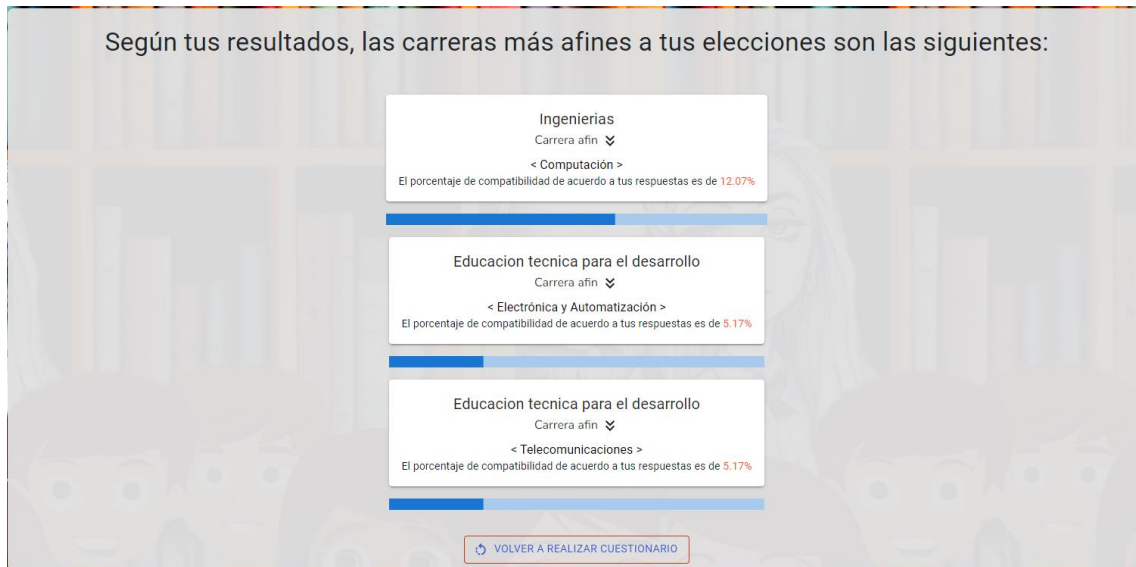 Según tus resultados, las carreras más afines a tus elecciones son las siguientes:
Ingenierias
Carrera afin
< Computación >
El porcentaje de compatibilidad de acuerdo a tus respuestas es de 12.07%
Educacion tecnica para el desarrollo
Carrera afin
< Electrónica y Automatización >
El porcentaje de compatibilidad de acuerdo a tus respuestas es de 5.17%
Educacion tecnica para el desarrollo
Carrera afin
< Telecomunicaciones >
El porcentaje de compatibilidad de acuerdo a tus respuestas es de 5.17%
VOLVER A REALIZAR CUESTIONARIO